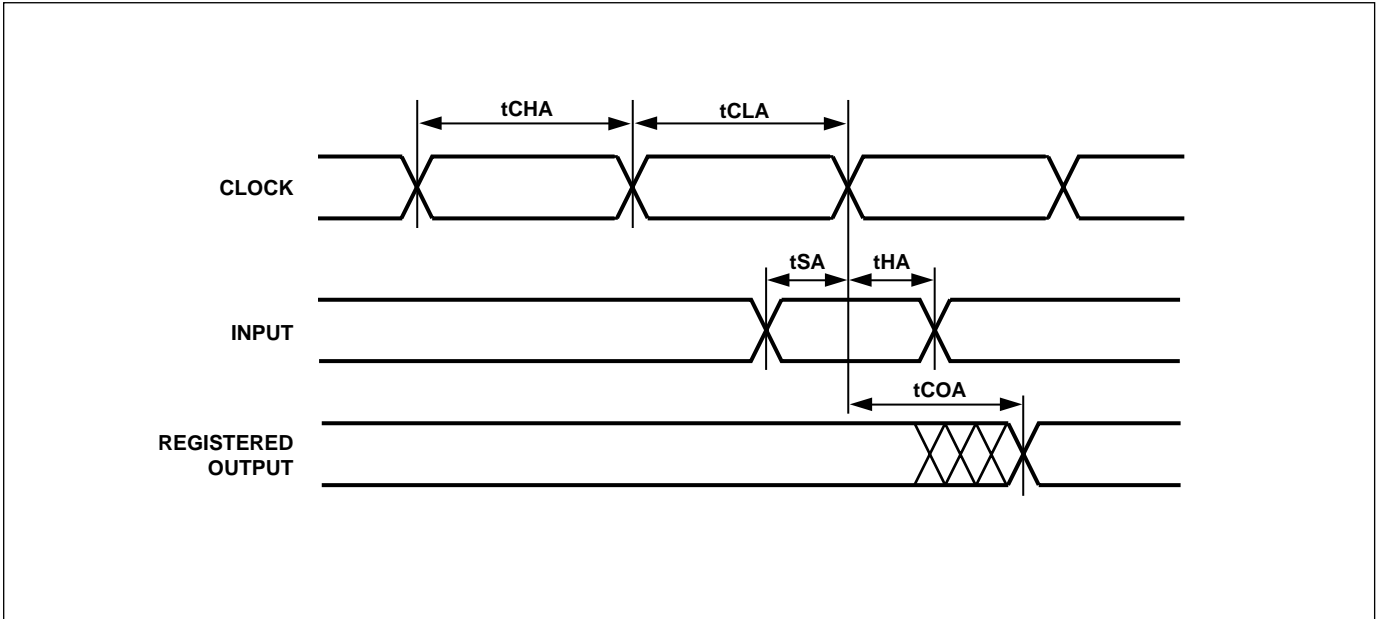 tCHA
tCLA
CLOCK
tSA
tHA
INPUT
tCOA
REGISTERED
OUTPUT